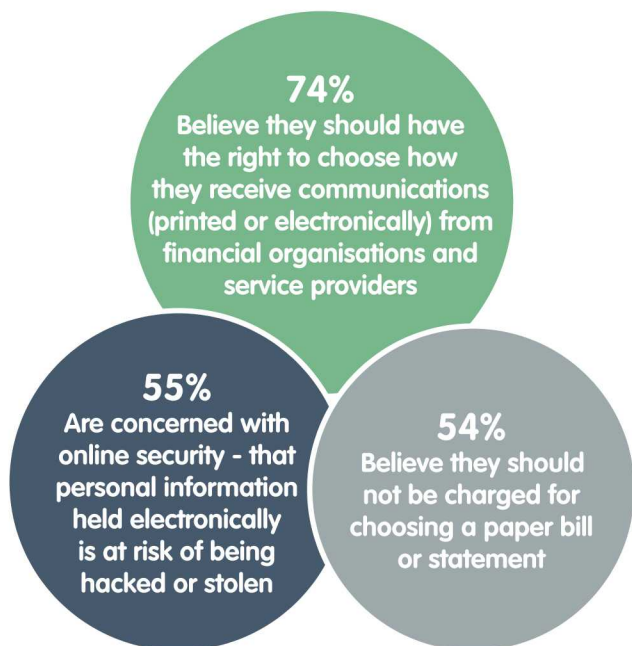 74%
Believe they should have
the right to choose how
they receive communications
(printed or electronically) from
financial organisations and
service providers
55%
Are concerned with
online security - that
personal information
held electronically
is at risk of being
hacked or stolen
54%
Believe they should
not be charged for
choosing a paper bill
or statement